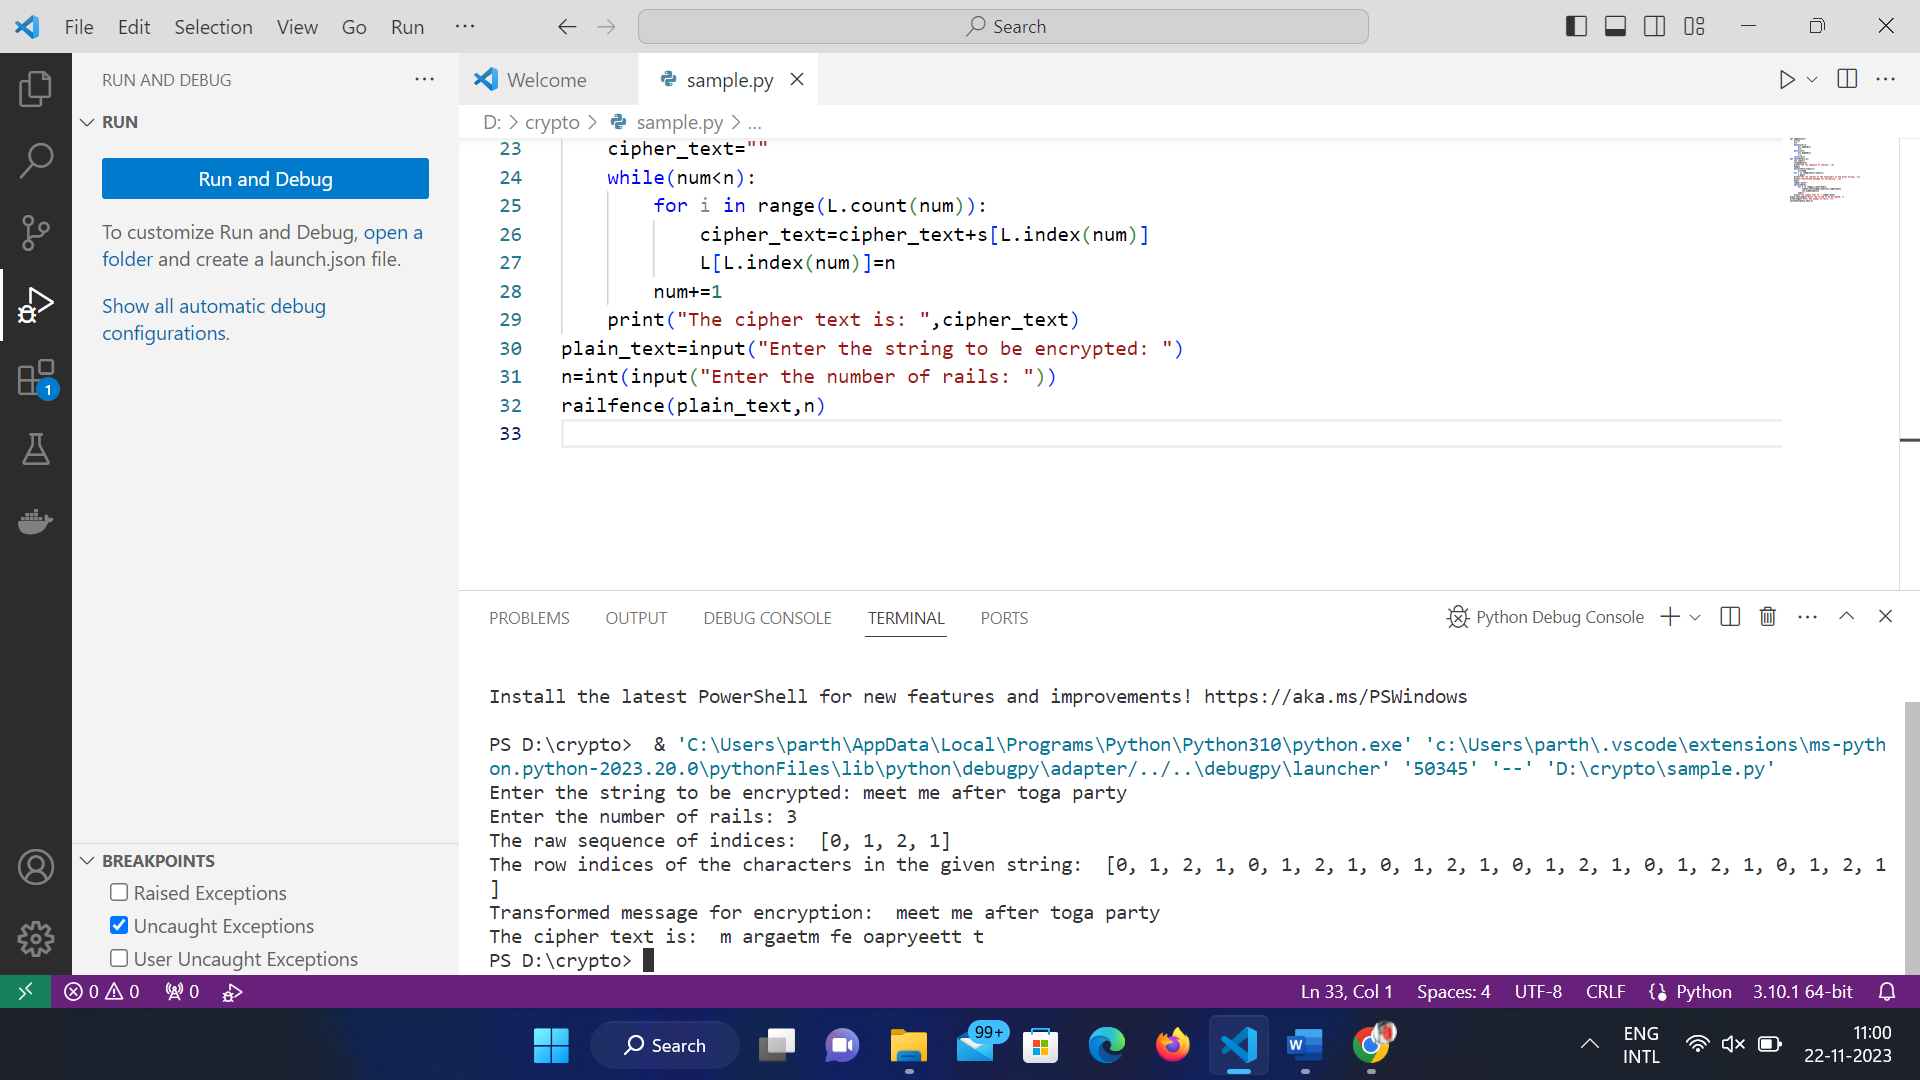 File Edit Selection View Go Run ··· Search
RUN AND DEBUG ···
RUN
Run and Debug
To customize Run and Debug, open a
folder and create a launch.json file.
Show all automatic debug
configurations.
1
BREAKPOINTS
Raised Exceptions
Uncaught Exceptions
User Uncaught Exceptions
Welcome sample.py
D: > crypto > sample.py > ...
23 cipher_text=""
24 while(num<n):
25 for i in range(L.count(num)):
26 cipher_text=cipher_text+s[L.index(num)]
27 L[L.index(num)]=n
28 num+=1
29 print("The cipher text is: ",cipher_text)
30 plain_text=input("Enter the string to be encrypted: ")
31 n=int(input("Enter the number of rails: "))
32 railfence(plain_text,n)
33
PROBLEMS OUTPUT DEBUG CONSOLE TERMINAL PORTS Python Debug Console
Install the latest PowerShell for new features and improvements! https://aka.ms/PSWindows
PS D:\crypto>  & 'C:\Users\parth\AppData\Local\Programs\Python\Python310\python.exe' 'c:\Users\parth\.vscode\extensions\ms-pyth
on.python-2023.20.0\pythonFiles\lib\python\debugpy\adapter/../..\debugpy\launcher' '50345' '--' 'D:\crypto\sample.py'
Enter the string to be encrypted: meet me after toga party
Enter the number of rails: 3
The raw sequence of indices:  [0, 1, 2, 1]
The row indices of the characters in the given string:  [0, 1, 2, 1, 0, 1, 2, 1, 0, 1, 2, 1, 0, 1, 2, 1, 0, 1, 2, 1, 0, 1, 2, 1
]
Transformed message for encryption:  meet me after toga party
The cipher text is:  m argaetm fe oapryeett t
PS D:\crypto>
0 0 0 Ln 33, Col 1 Spaces: 4 UTF-8 CRLF Python 3.10.1 64-bit
Search 99+ W ENG 11:00
INTL 22-11-2023